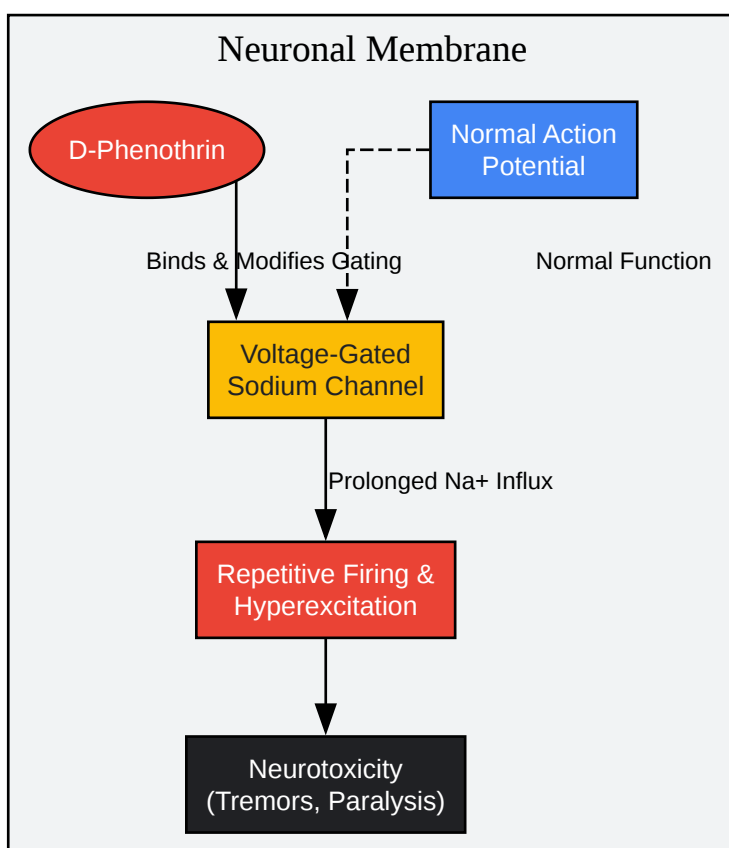 Neuronal Membrane
D-Phenothrin
Normal Action
Potential
Binds & Modifies Gating
Normal Function
Voltage-Gated
Sodium Channel
Prolonged Na+ Influx
Repetitive Firing &
Hyperexcitation
Neurotoxicity
(Tremors, Paralysis)